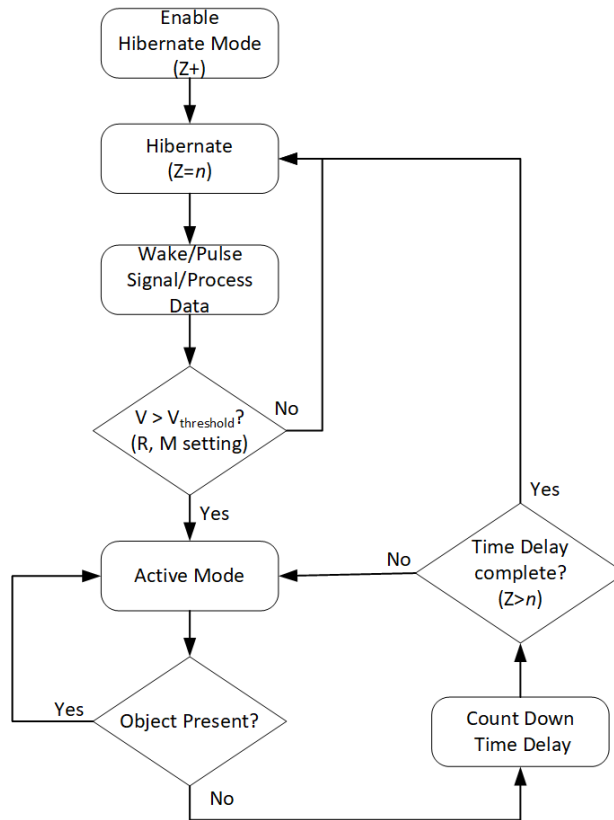 Enable
Hibernate Mode
(Z+)
Hibernate
(Z=n)
Wake/Pulse
Signal/Process
Data
V > Vthreshold?
(R, M setting)
No
Yes
Active Mode
No
Time Delay
complete?
(Z>n)
Yes
Object Present?
Yes
No
Count Down
Time Delay